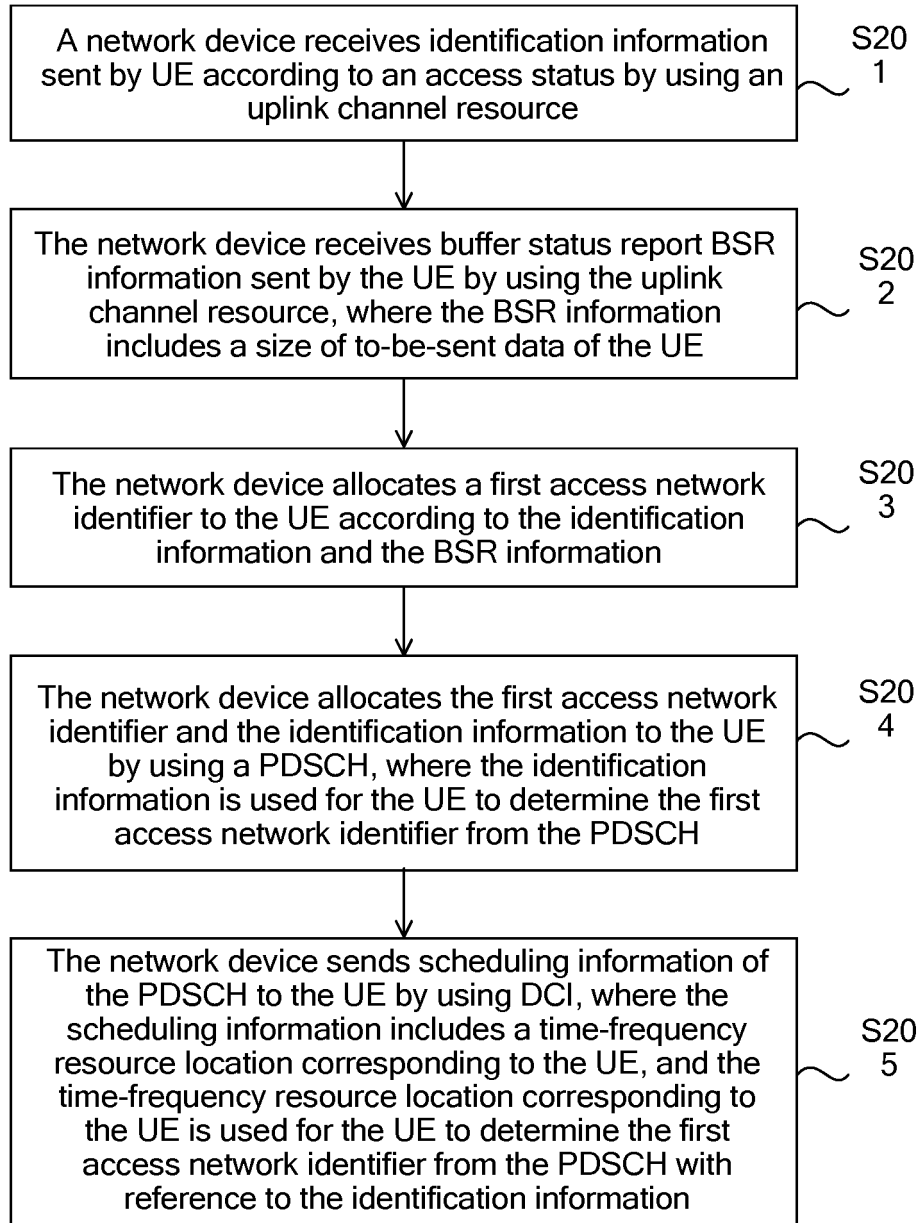 A network device receives identification information
sent by UE according to an access status by using an
uplink channel resource
S20
1
The network device receives buffer status report BSR
information sent by the UE by using the uplink
channel resource, where the BSR information
includes a size of to-be-sent data of the UE
S20
2
The network device allocates a first access network
identifier to the UE according to the identification
information and the BSR information
S20
3
The network device allocates the first access network
identifier and the identification information to the UE
by using a PDSCH, where the identification
information is used for the UE to determine the first
access network identifier from the PDSCH
S20
4
The network device sends scheduling information of
the PDSCH to the UE by using DCI, where the
scheduling information includes a time-frequency
resource location corresponding to the UE, and the
time-frequency resource location corresponding to
the UE is used for the UE to determine the first
access network identifier from the PDSCH with
reference to the identification information
S20
5